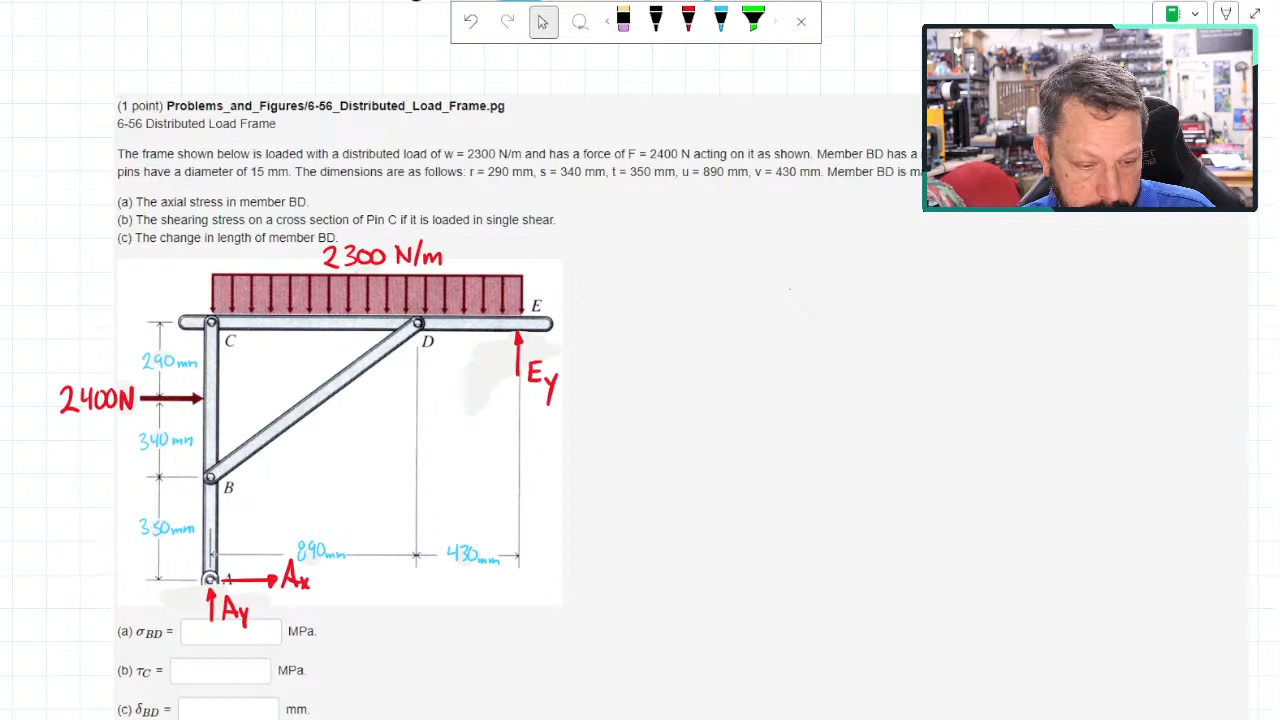 (1 point) Problems_and_Figures/6-56_Distributed_Load_Frame.pg
6-56 Distributed Load Frame
The frame shown below is loaded with a distributed load of w = 2300 N/m and has a force of F = 2400 N acting on it as shown. Member BD has a
pins have a diameter of 15 mm. The dimensions are as follows: r = 290 mm, s = 340 mm, t = 350 mm, u = 890 mm, v = 430 mm. Member BD is
(a) The axial stress in member BD.
(b) The shearing stress on a cross section of Pin C if it is loaded in single shear.
(c) The change in length of member BD.
2300 N/m
E
C
D
290mm
Ey
2400N
340mm
B
350mm
890mm
430mm
A
Ax
Ay
(a) σBD =
MPa.
(b) τC =
MPa.
(c) δBD =
mm.